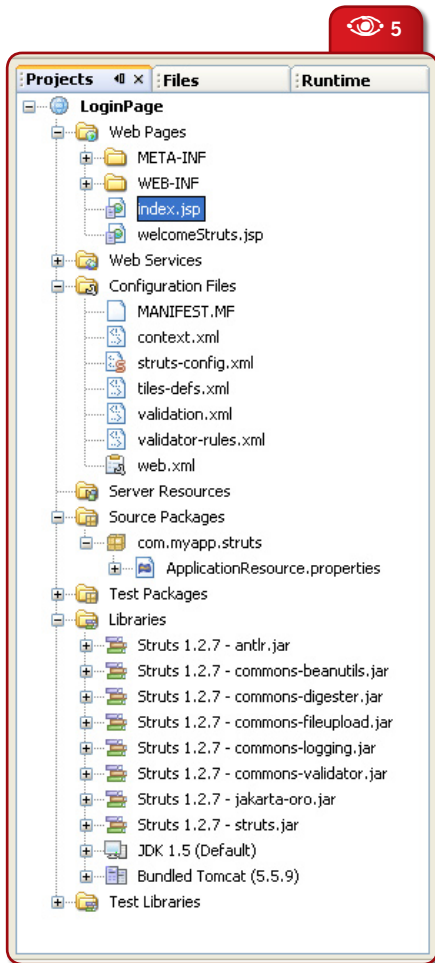 5
Projects Files Runtime
LoginPage
Web Pages
META-INF
WEB-INF
index.jsp
welcomeStruts.jsp
Web Services
Configuration Files
MANIFEST.MF
context.xml
struts-config.xml
tiles-defs.xml
validation.xml
validator-rules.xml
web.xml
Server Resources
Source Packages
com.myapp.struts
ApplicationResource.properties
Test Packages
Libraries
Struts 1.2.7 - antlr.jar
Struts 1.2.7 - commons-beanutils.jar
Struts 1.2.7 - commons-digester.jar
Struts 1.2.7 - commons-fileupload.jar
Struts 1.2.7 - commons-logging.jar
Struts 1.2.7 - commons-validator.jar
Struts 1.2.7 - jakarta-oro.jar
Struts 1.2.7 - struts.jar
JDK 1.5 (Default)
Bundled Tomcat (5.5.9)
Test Libraries